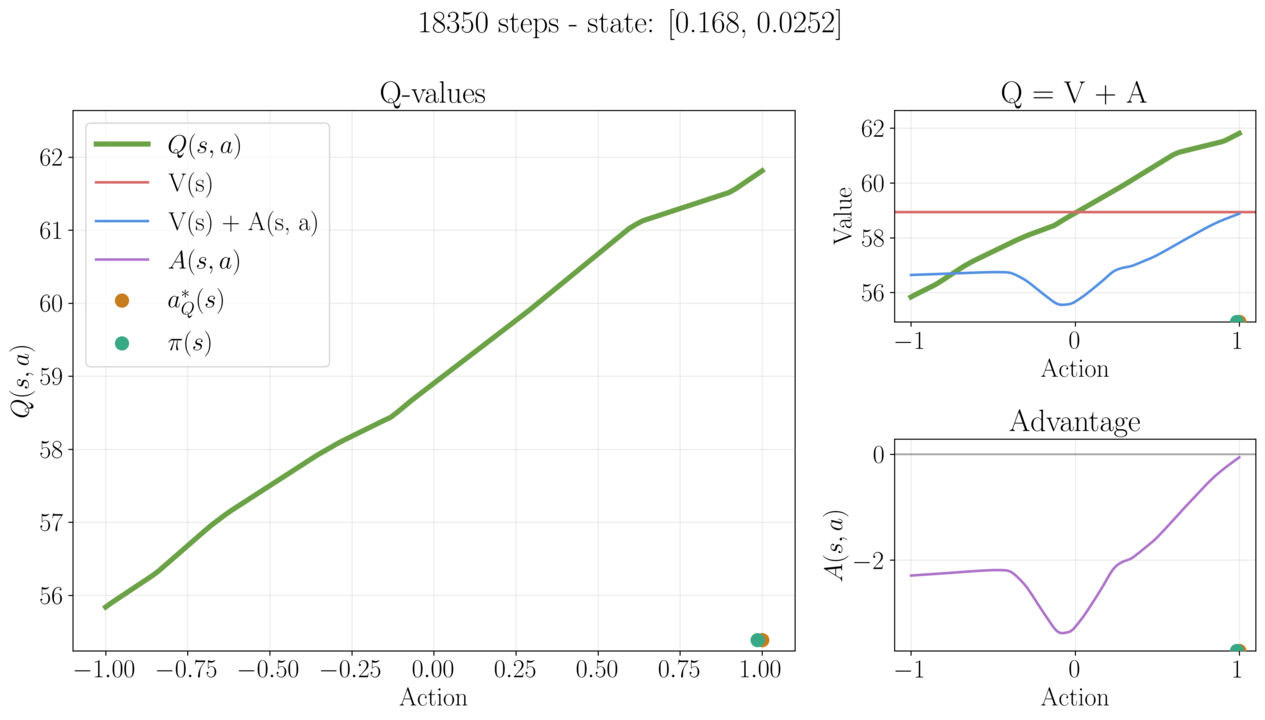 18350 steps - state: [0.168, 0.0252]
Q-values
Q(s, a)
V(s)
V(s) + A(s, a)
A(s, a)
a*Q(s)
π(s)
62
61
60
59
58
57
56
Q(s, a)
−1.00 −0.75 −0.50 −0.25 0.00 0.25 0.50 0.75 1.00
Action
Q = V + A
62
60
58
56
Value
−1 0 1
Action
Advantage
0
−2
A(s, a)
−1 0 1
Action